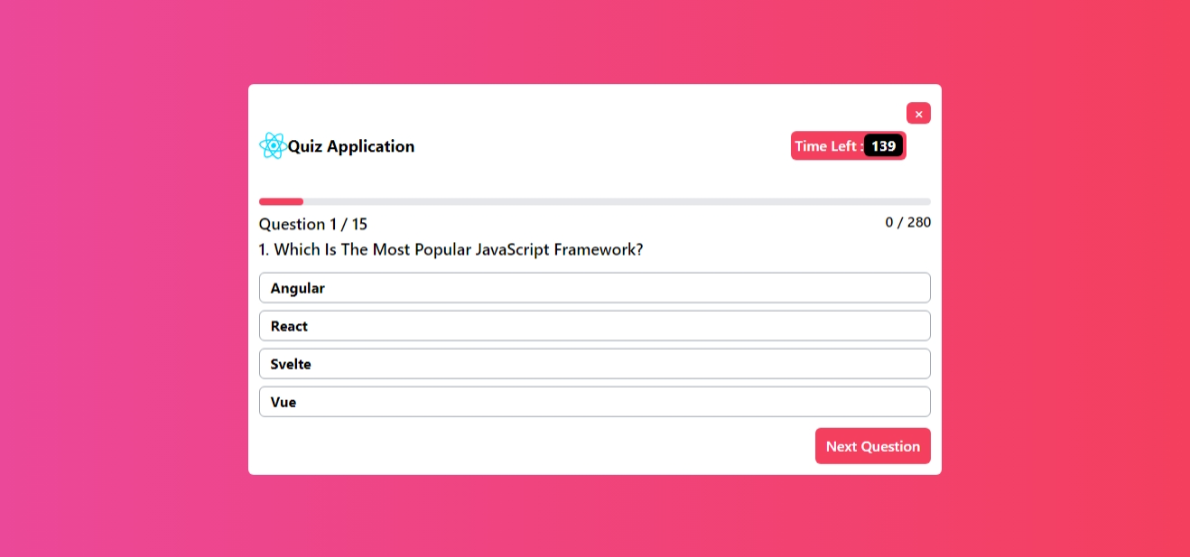 ×
Quiz Application
Time Left : 139
Question 1 / 15
0 / 280
1. Which Is The Most Popular JavaScript Framework?
Angular
React
Svelte
Vue
Next Question